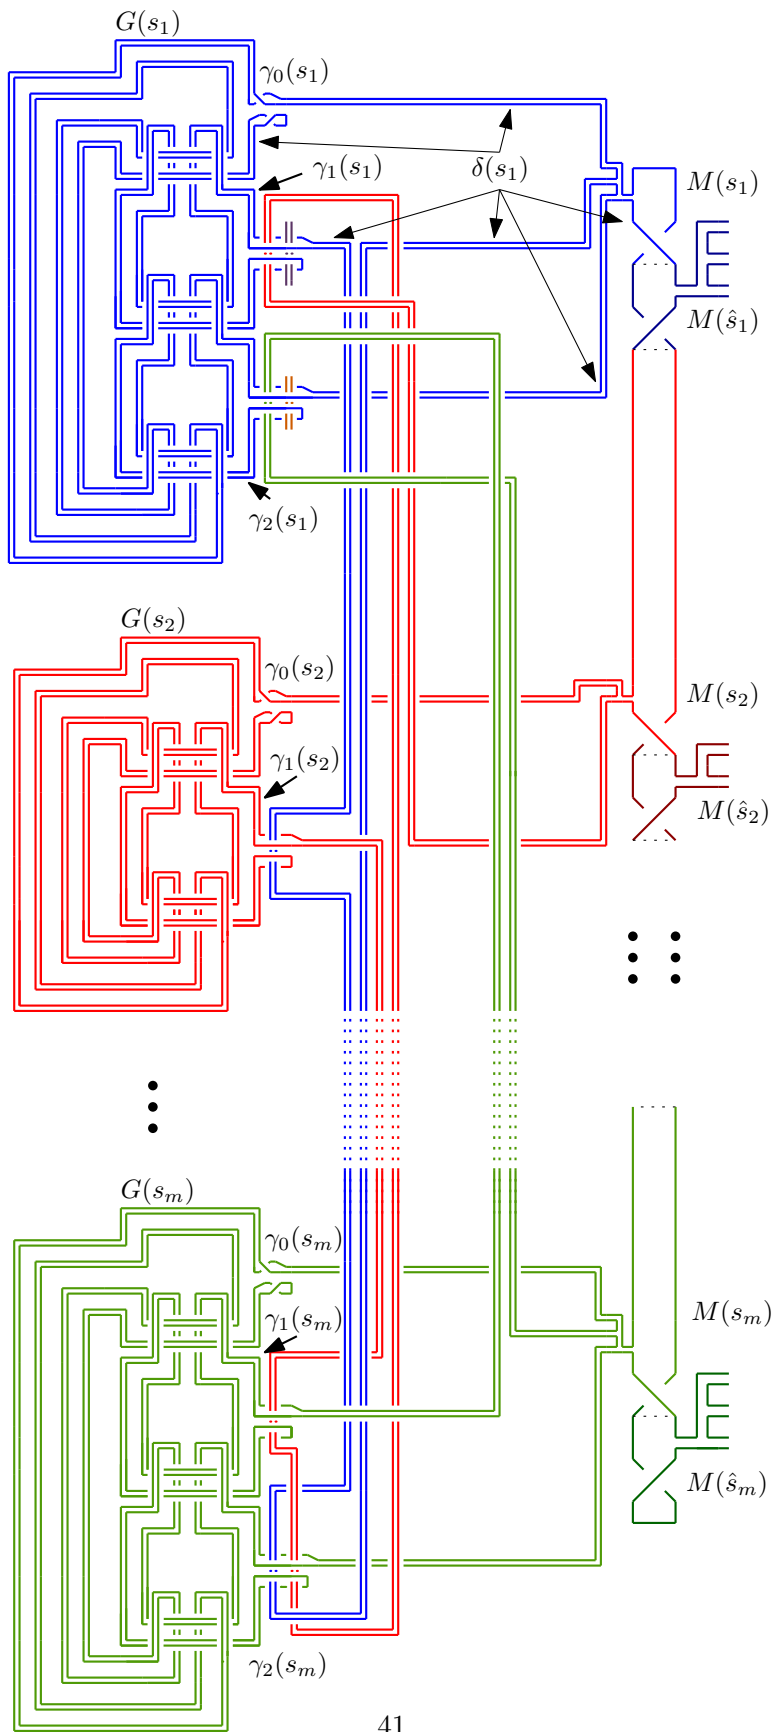 G(s₁)
γ₀(s₁)
γ₁(s₁)
δ(s₁)
M(s₁)
M(ŝ₁)
γ₂(s₁)
G(s₂)
γ₀(s₂)
M(s₂)
γ₁(s₂)
M(ŝ₂)
G(sₘ)
γ₀(sₘ)
M(sₘ)
γ₁(sₘ)
M(ŝₘ)
γ₂(sₘ)
41